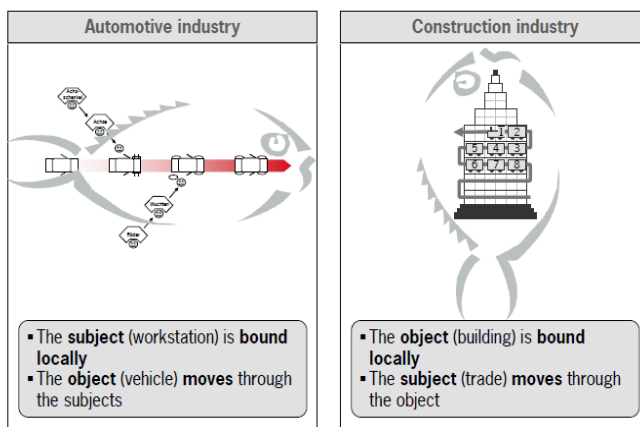 Automotive industry
Achs-
schenkel
Achse
Wuchten
Räder
▪ The subject (workstation) is bound
locally
▪ The object (vehicle) moves through
the subjects
Construction industry
1 2
5 4 3
6 7 8
▪ The object (building) is bound
locally
▪ The subject (trade) moves through
the object